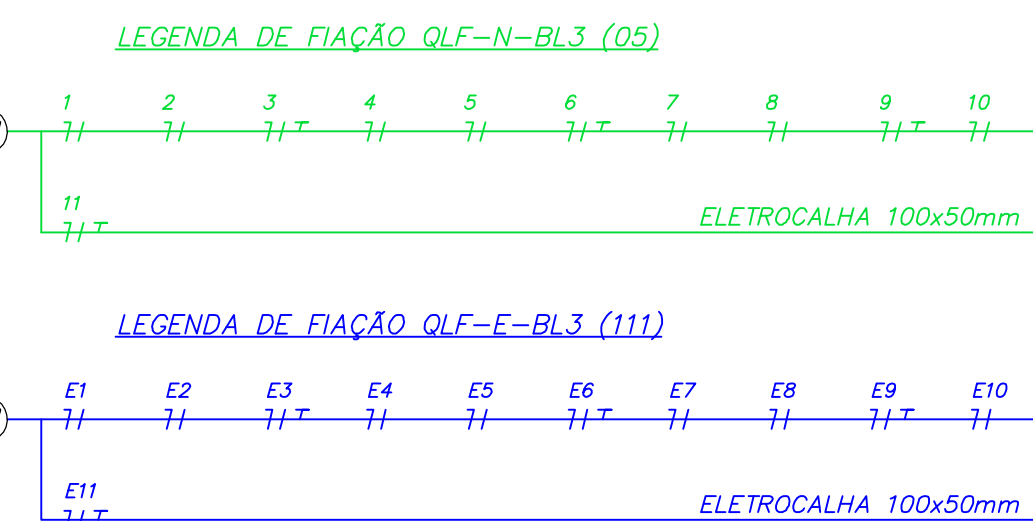 LEGENDA DE FIAÇÃO QLF-N-BL3 (05)
1 2 3 4 5 6 7 8 9 10
11
ELETROCALHA 100x50mm
LEGENDA DE FIAÇÃO QLF-E-BL3 (111)
E1 E2 E3 E4 E5 E6 E7 E8 E9 E10
E11
ELETROCALHA 100x50mm